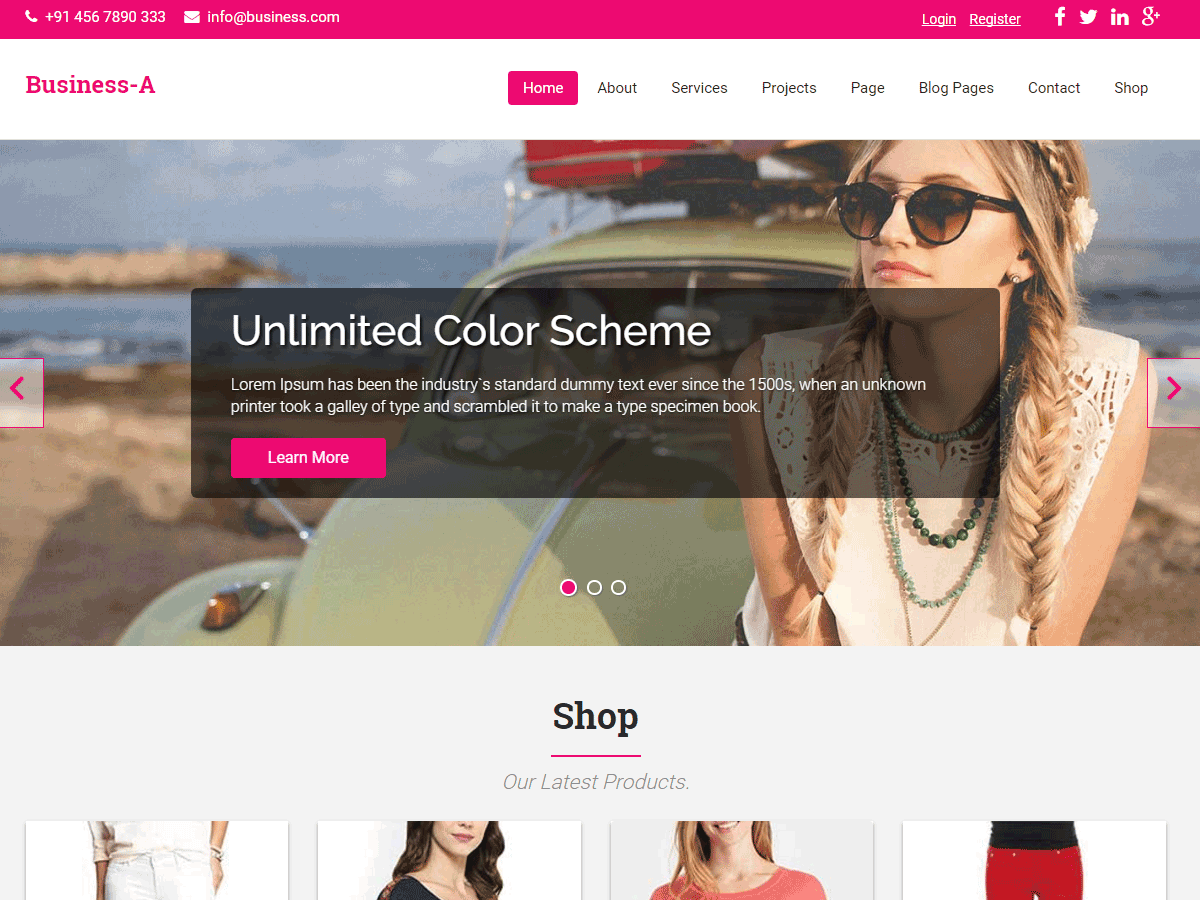 +91 456 7890 333 info@business.com Login Register
Business-A
Home About Services Projects Page Blog Pages Contact Shop
Unlimited Color Scheme
Lorem Ipsum has been the industry`s standard dummy text ever since the 1500s, when an unknown
printer took a galley of type and scrambled it to make a type specimen book.
Learn More
Shop
Our Latest Products.